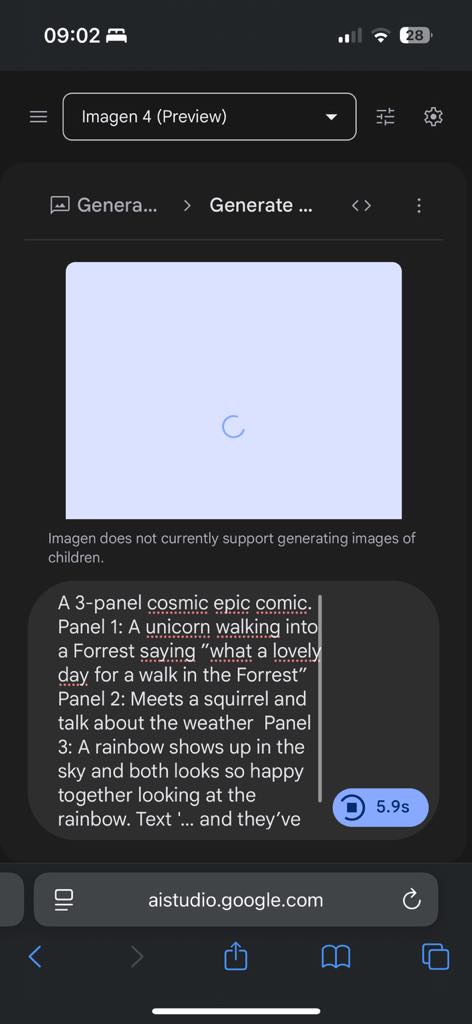 09:02
28
Imagen 4 (Preview)
Genera... > Generate ... <>
Imagen does not currently support generating images of
children.
A 3-panel cosmic epic comic.
Panel 1: A unicorn walking into
a Forrest saying “what a lovely
day for a walk in the Forrest”
Panel 2: Meets a squirrel and
talk about the weather  Panel
3: A rainbow shows up in the
sky and both looks so happy
together looking at the
rainbow. Text '... and they’ve
5.9s
aistudio.google.com